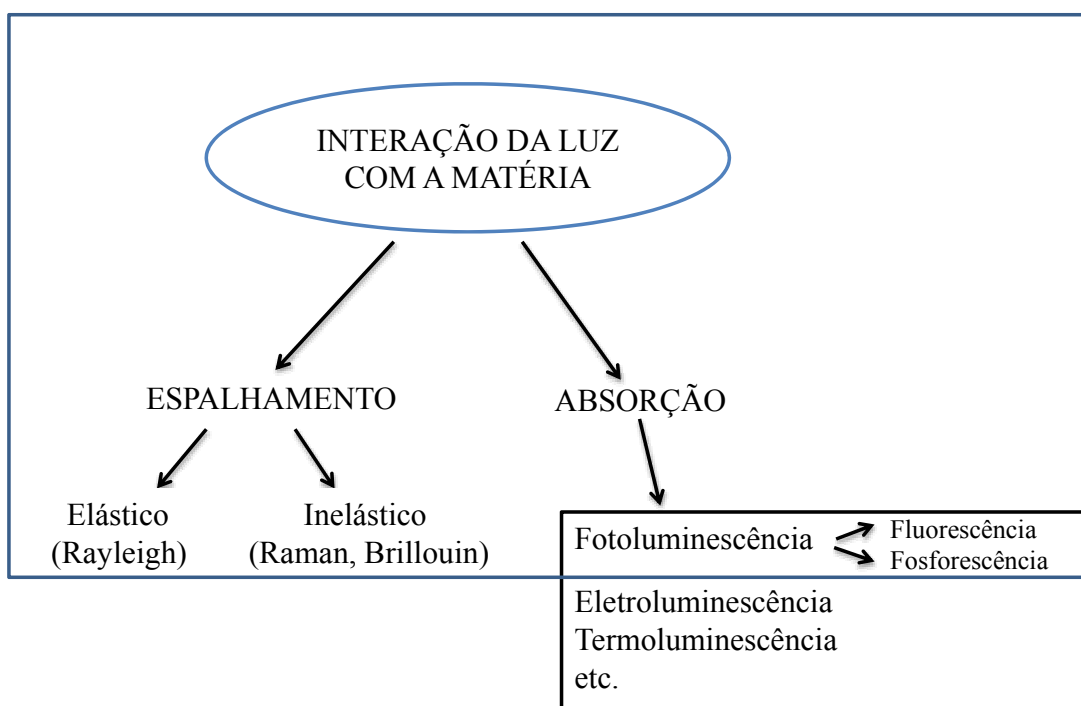 INTERAÇÃO DA LUZ
COM A MATÉRIA
ESPALHAMENTO
ABSORÇÃO
Elástico
(Rayleigh)
Inelástico
(Raman, Brillouin)
Fotoluminescência
Fluorescência
Fosforescência
Eletroluminescência
Termoluminescência
etc.